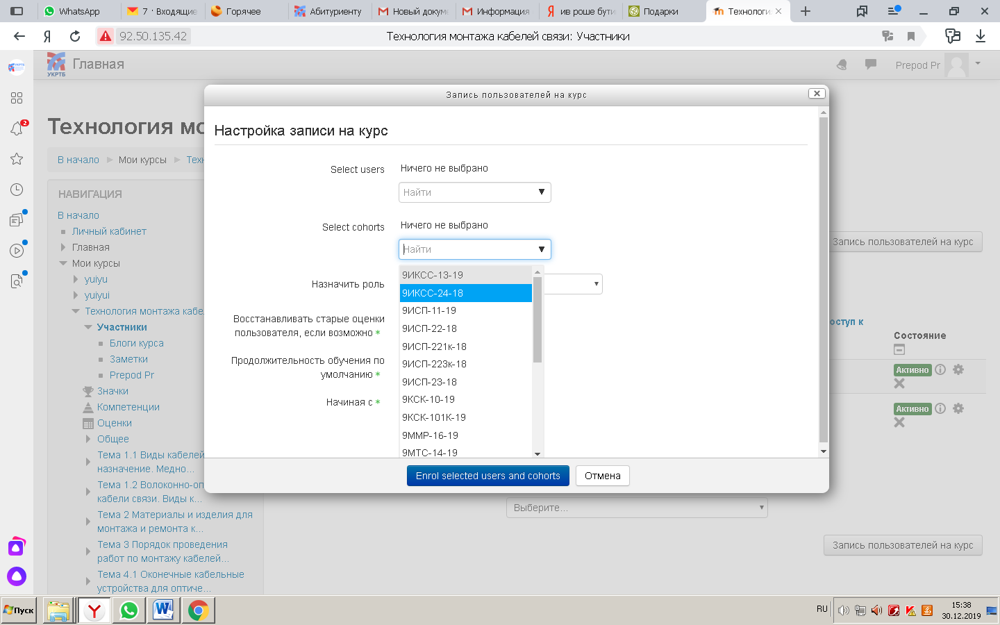 WhatsApp
7 · Входящие
Горячее
Абитуриенту
Новый докум
Информация
ив роше бути
Подарки
Технологи
92.50.135.42
Технология монтажа кабелей связи: Участники
УКРТБ
Главная
Prepod Pr
2
Запись пользователей на курс
Технология мо
Настройка записи на курс
В начало
Мои курсы
Техн
Select users
Ничего не выбрано
Найти
НАВИГАЦИЯ
В начало
Личный кабинет
Главная
Мои курсы
yuiyu
yuiyui
Технология монтажа кабе
Участники
Блоги курса
Заметки
Prepod Pr
Значки
Компетенции
Оценки
Общее
Тема 1.1 Виды кабелей
назначение. Медно...
Тема 1.2 Волоконно-оп
кабели связи. Виды к...
Тема 2 Материалы и изделия для
монтажа и ремонта к...
Тема 3 Порядок проведения
работ по монтажу кабелей...
Тема 4.1 Оконечные кабельные
устройства для оптиче...
Select cohorts
Ничего не выбрано
Найти
9ИКСС-13-19
9ИКСС-24-18
9ИСП-11-19
9ИСП-22-18
9ИСП-221к-18
9ИСП-223к-18
9ИСП-23-18
9КСК-10-19
9КСК-101К-19
9ММР-16-19
9МТС-14-19
Назначить роль
Восстанавливать старые оценки
пользователя, если возможно *
Продолжительность обучения по
умолчанию *
Начиная с *
Enrol selected users and cohorts
Отмена
Запись пользователей на курс
оступ к
Состояние
Активно
Активно
Выберите...
Запись пользователей на курс
Пуск
RU
15:38
30.12.2019